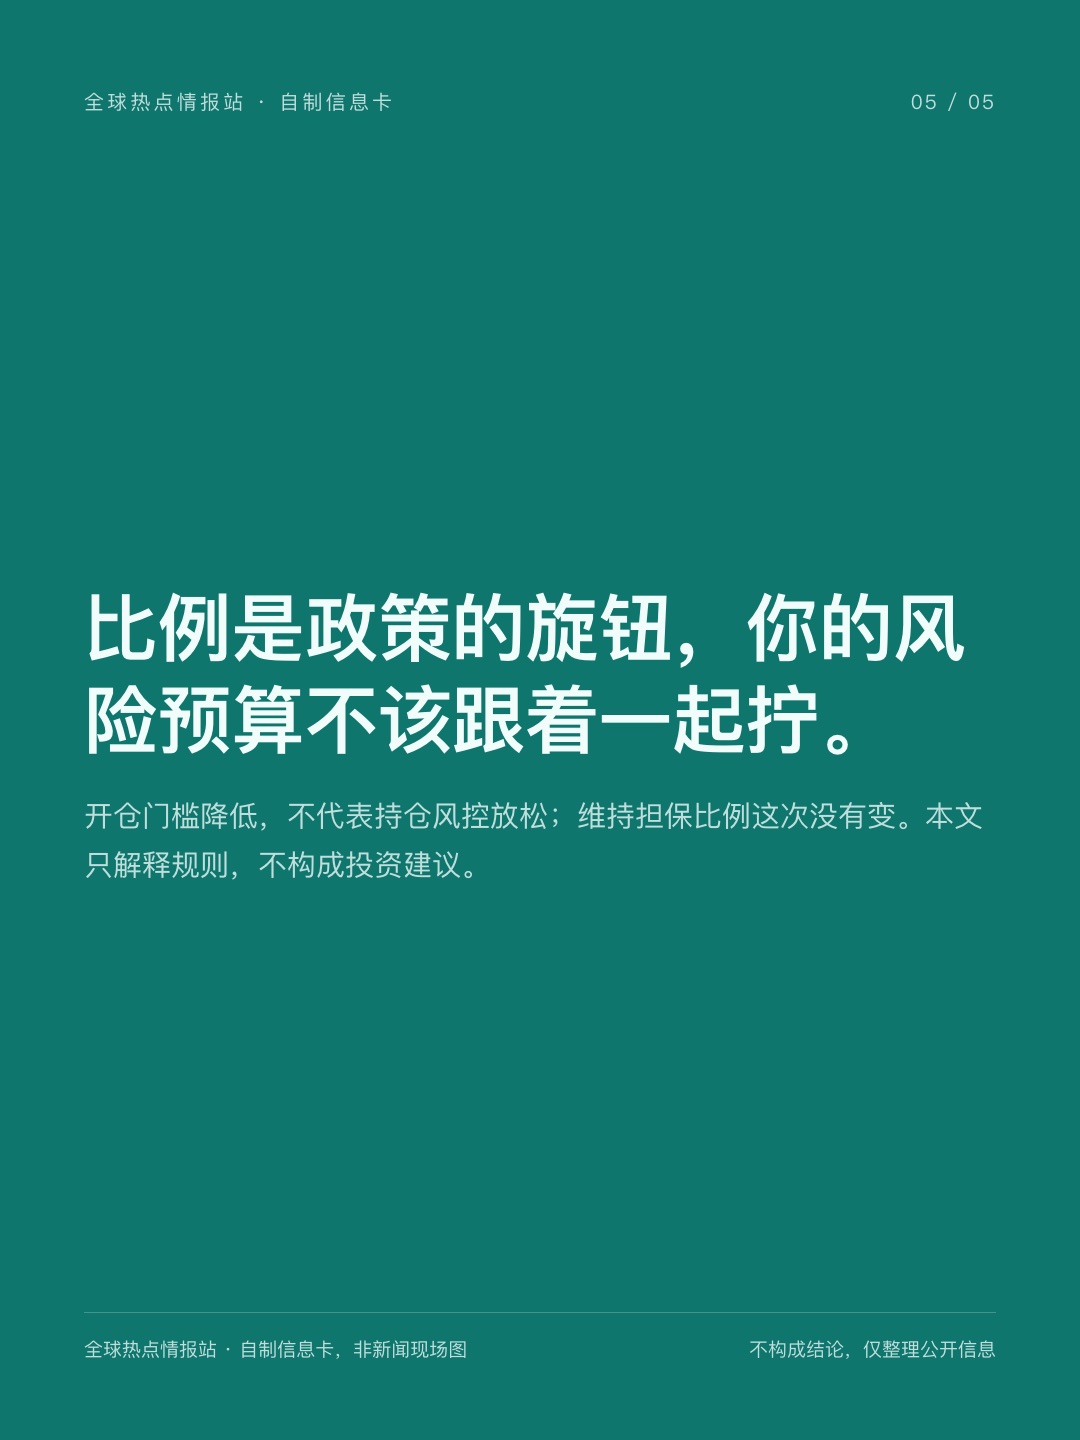 全球热点情报站 · 自制信息卡
05 / 05
比例是政策的旋钮，你的风
险预算不该跟着一起拧。
开仓门槛降低，不代表持仓风控放松；维持担保比例这次没有变。本文
只解释规则，不构成投资建议。
全球热点情报站 · 自制信息卡，非新闻现场图
不构成结论，仅整理公开信息